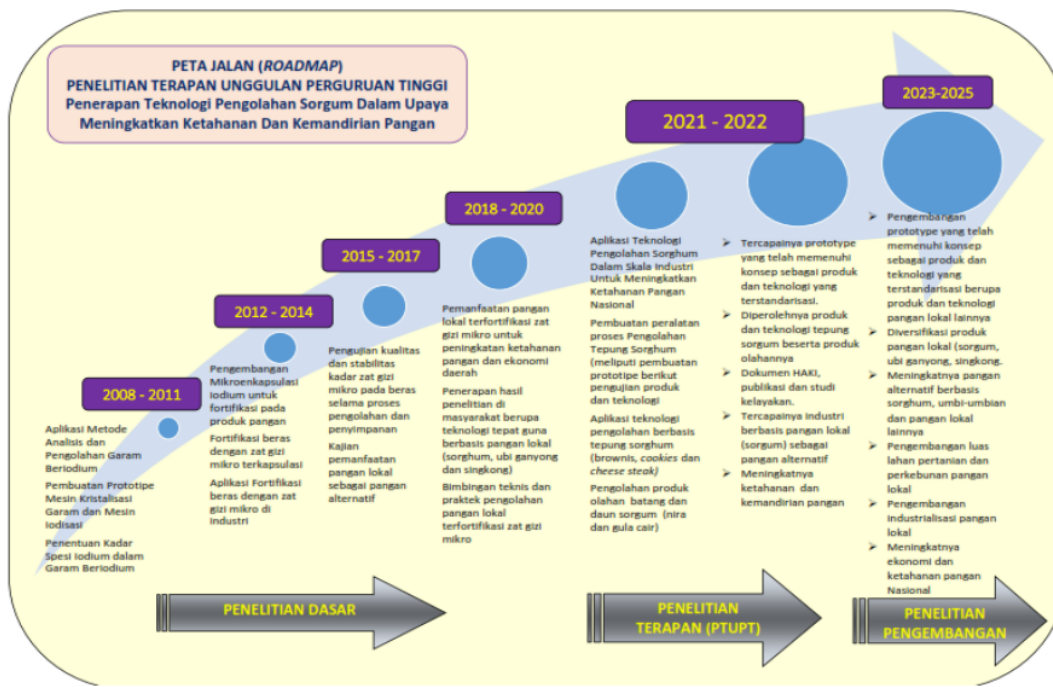 PETA JALAN (ROADMAP)
PENELITIAN TERAPAN UNGGULAN PERGURUAN TINGGI
Penerapan Teknologi Pengolahan Sorgum Dalam Upaya
Meningkatkan Ketahanan Dan Kemandirian Pangan
2008 - 2011
Aplikasi Metode
Analisis dan
Pengolahan Garam
Beriodium
Pembuatan Prototipe
Mesin Kristalisasi
Garam dan Mesin
Iodisasi
Penentuan Kadar
Spesi Iodium dalam
Garam Beriodium
2012 - 2014
Pengembangan
Mikroenkapsulasi
iodium untuk
fortifikasi pada
produk pangan
Fortifikasi beras
dengan zat gizi
mikro terkapsulasi
Aplikasi Fortifikasi
beras dengan zat
gizi mikro di
industri
2015 - 2017
Pengujian kualitas
dan stabilitas
kadar zat gizi
mikro pada beras
selama proses
pengolahan dan
penyimpanan
Kajian
pemanfaatan
pangan lokal
sebagai pangan
alternatif
2018 - 2020
Pemanfaatan pangan
lokal terfortifikasi zat
gizi mikro untuk
peningkatan ketahanan
pangan dan ekonomi
daerah
Penerapan hasil
penelitian di
masyarakat berupa
teknologi tepat guna
berbasis pangan lokal
(sorghum, ubi ganyong
dan singkong)
Bimbingan teknis dan
praktek pengolahan
pangan lokal
terfortifikasi zat gizi
mikro
2021 - 2022
Aplikasi Teknologi
Pengolahan Sorghum
Dalam Skala Industri
Untuk Meningkatkan
Ketahanan Pangan
Nasional
Pembuatan peralatan
proses Pengolahan
Tepung Sorghum
(meliputi pembuatan
prototipe berikut
pengujian produk
dan teknologi
Aplikasi teknologi
pengolahan berbasis
tepung sorghum
(brownis, cookies dan
cheese steak)
Pengolahan produk
olahan batang dan
daun sorgum (nira
dan gula cair)
➢ Tercapainya prototype
yang telah memenuhi
konsep sebagai produk
dan teknologi yang
terstandarisasi.
➢ Diperolehnya produk
dan teknologi tepung
sorgum beserta produk
olahannya
➢ Dokumen HAKI,
publikasi dan studi
kelayakan.
➢ Tercapainya industri
berbasis pangan lokal
(sorgum) sebagai
pangan alternatif
➢ Meningkatnya
ketahanan dan
kemandirian pangan
2023-2025
➢ Pengembangan
prototype yang telah
memenuhi konsep
sebagai produk dan
teknologi yang
terstandarisasi berupa
produk dan teknologi
pangan lokal lainnya
➢ Diversifikasi produk
pangan lokal (sorgum,
ubi ganyong, singkong.
➢ Meningkatnya pangan
alternatif berbasis
sorghum, umbi-umbian
dan pangan lokal
lainnya
➢ Pengembangan luas
lahan pertanian dan
perkebunan pangan
lokal
➢ Pengembangan
industrialisasi pangan
lokal
➢ Meningkatnya
ekonomi dan
ketahanan pangan
Nasional
PENELITIAN DASAR
PENELITIAN
TERAPAN (PTUPT)
PENELITIAN
PENGEMBANGAN